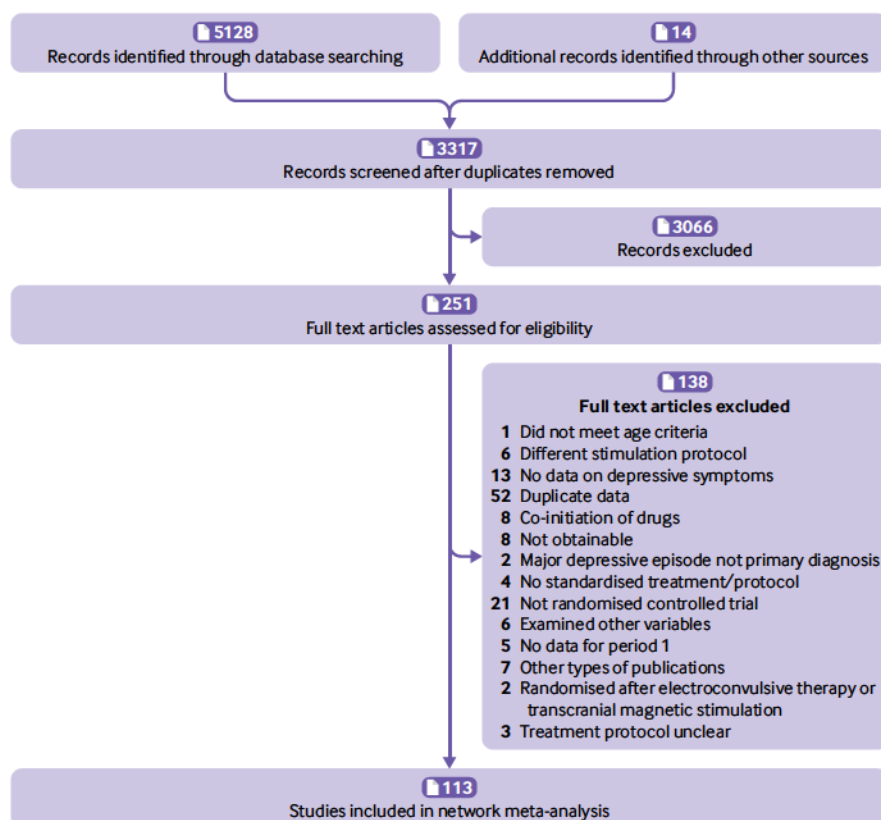 5128
Records identified through database searching
14
Additional records identified through other sources
3317
Records screened after duplicates removed
3066
Records excluded
251
Full text articles assessed for eligibility
138
Full text articles excluded
1 Did not meet age criteria
6 Different stimulation protocol
13 No data on depressive symptoms
52 Duplicate data
8 Co-initiation of drugs
8 Not obtainable
2 Major depressive episode not primary diagnosis
4 No standardised treatment/protocol
21 Not randomised controlled trial
6 Examined other variables
5 No data for period 1
7 Other types of publications
2 Randomised after electroconvulsive therapy or
transcranial magnetic stimulation
3 Treatment protocol unclear
113
Studies included in network meta-analysis